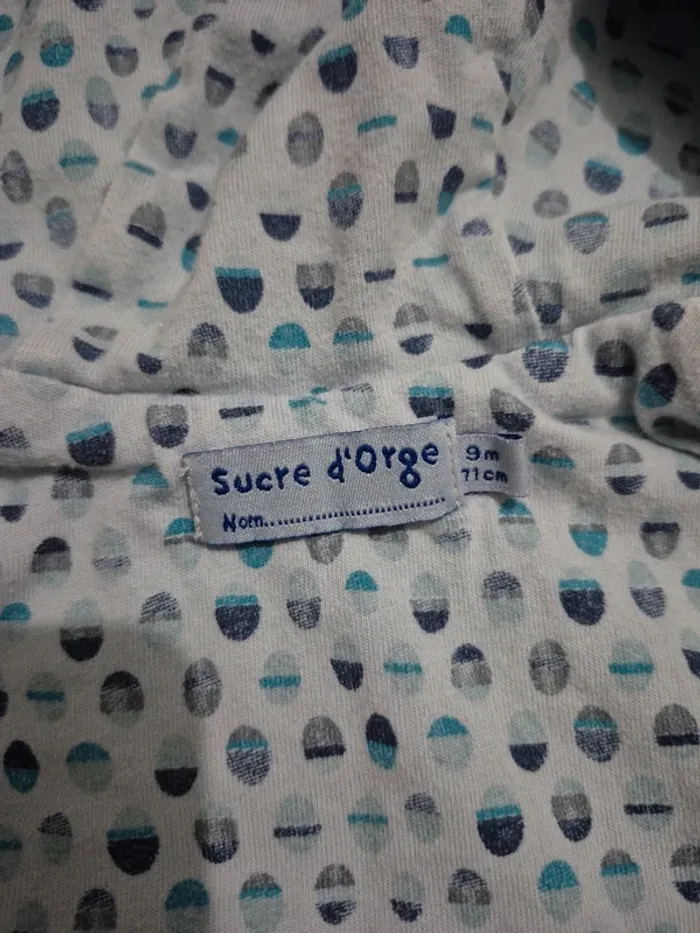 Sucre d'Orge
Nom..............................
9m
71cm